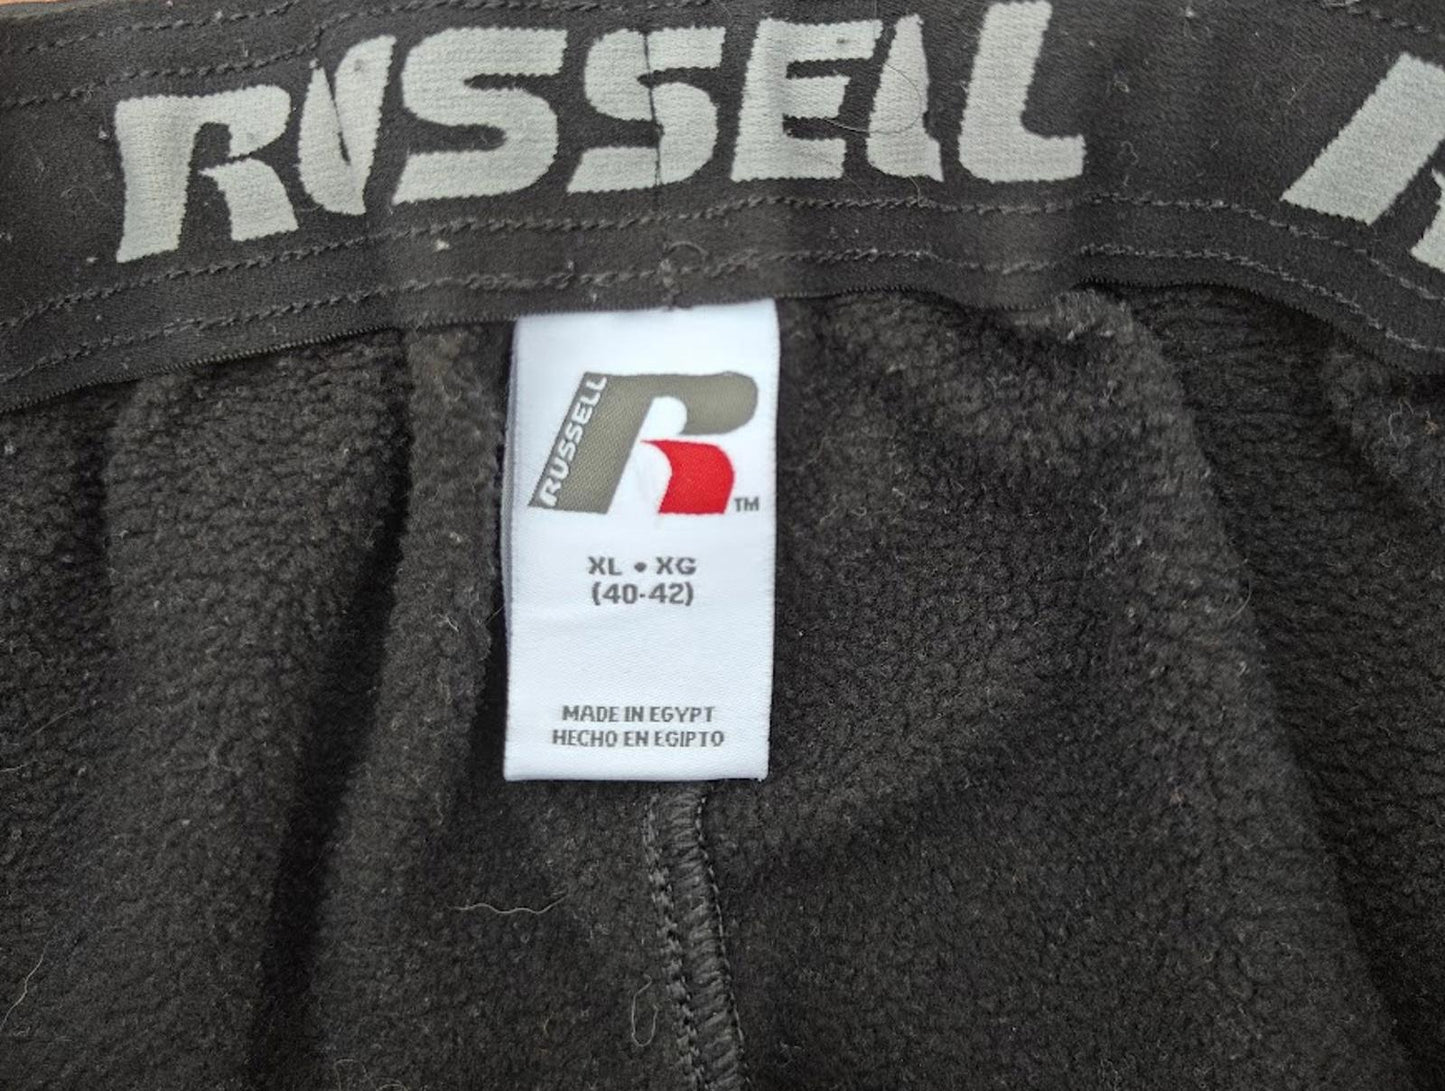 RUSSELL R
RUSSELL
TM
XL • XG
(40-42)
MADE IN EGYPT
HECHO EN EGIPTO